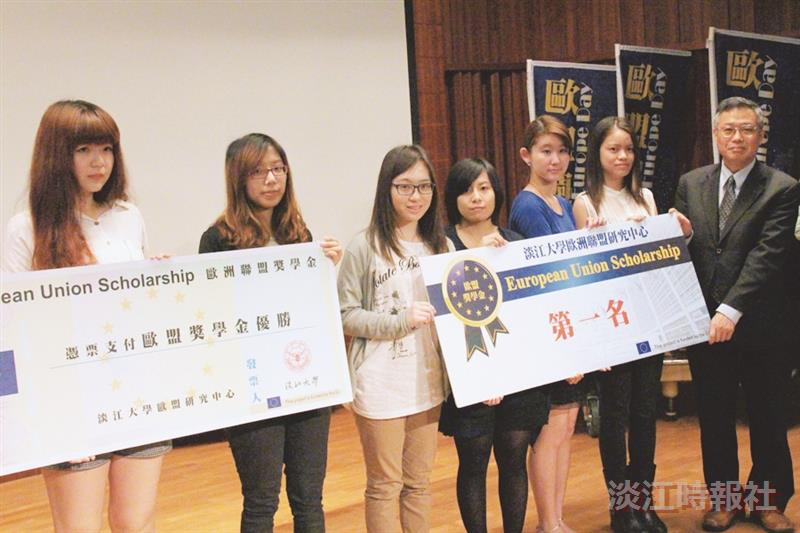 歐盟
Europe Day
歐盟
Europe Day
歐盟
Europe Day
ean Union Scholarship 歐洲聯盟獎學金
憑票支付歐盟獎學金優勝
發票人
淡江大學
淡江大學歐盟研究中心
淡江大學歐洲聯盟研究中心
European Union Scholarship
歐盟
獎學金
第一名
淡江時報社